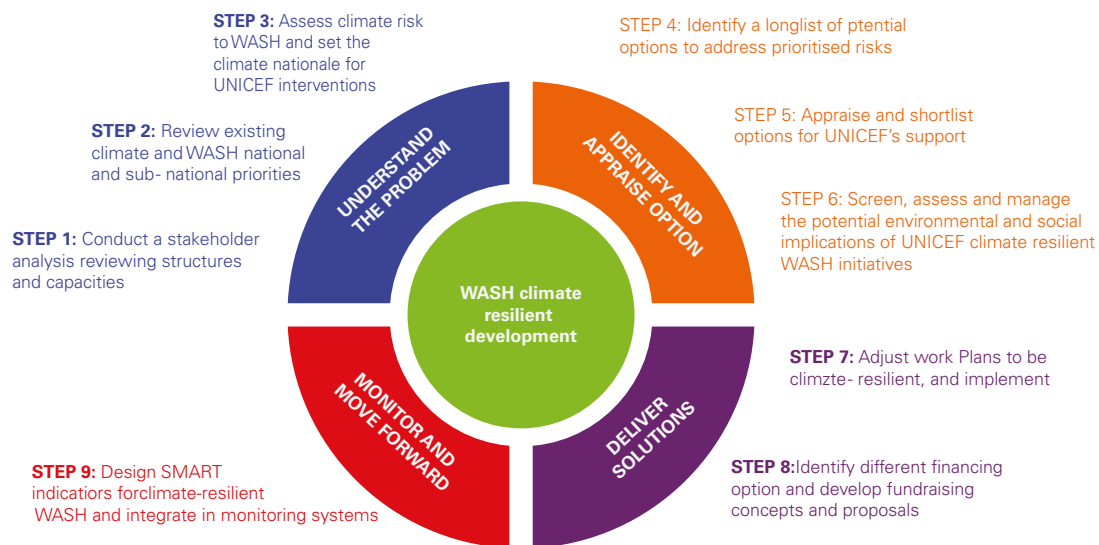 STEP 1: Conduct a stakeholder
analysis reviewing structures
and capacities
STEP 2: Review existing
climate and WASH national
and sub- national priorities
STEP 3: Assess climate risk
to WASH and set the
climate nationale for
UNICEF interventions
UNDERSTAND
THE PROBLEM
STEP 4: Identify a longlist of ptential
options to address prioritised risks
STEP 5: Appraise and shortlist
options for UNICEF's support
STEP 6: Screen, assess and manage
the potential environmental and social
implications of UNICEF climate resilient
WASH initiatives
IDENTIFY AND
APPRAISE OPTION
WASH climate
resilient
development
STEP 7: Adjust work Plans to be
climzte- resilient, and implement
STEP 8:Identify different financing
option and develop fundraising
concepts and proposals
DELIVER
SOLUTIONS
MONITOR AND
MOVE FORWARD
STEP 9: Design SMART
indicatiors forclimate-resilient
WASH and integrate in monitoring systems